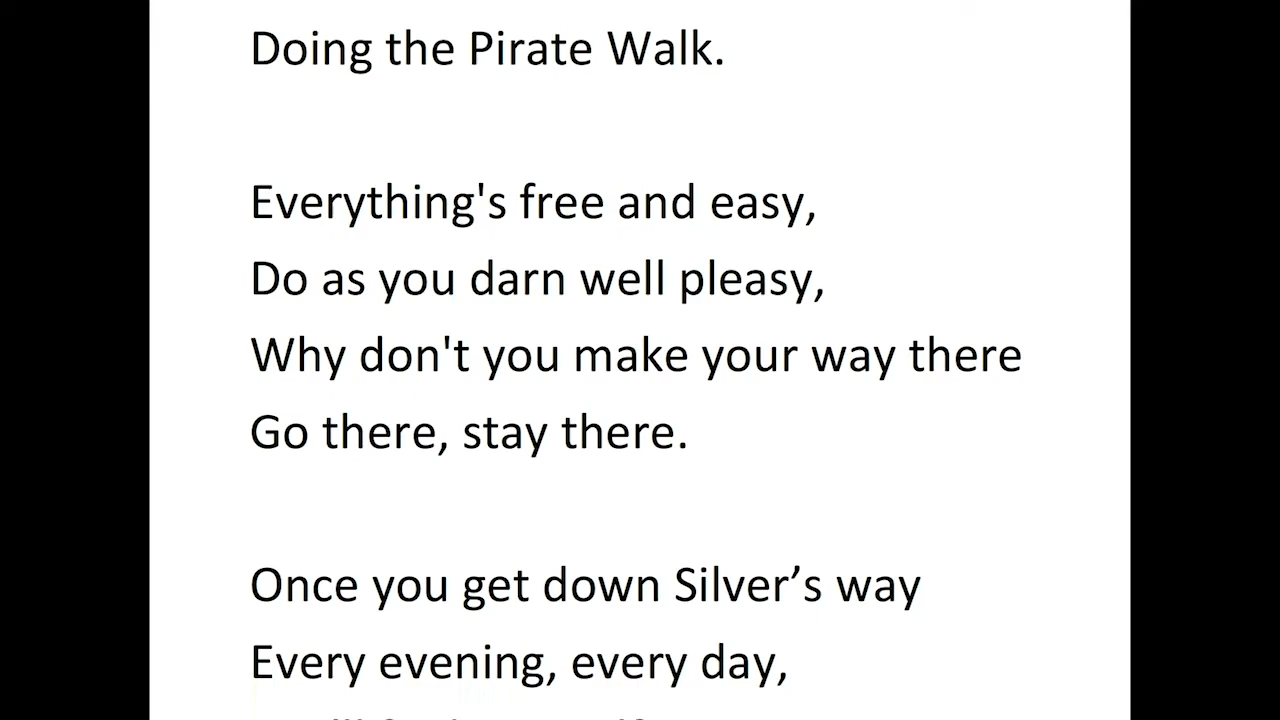 Doing the Pirate Walk.
Everything's free and easy,
Do as you darn well pleasy,
Why don't you make your way there
Go there, stay there.
Once you get down Silver’s way
Every evening, every day,